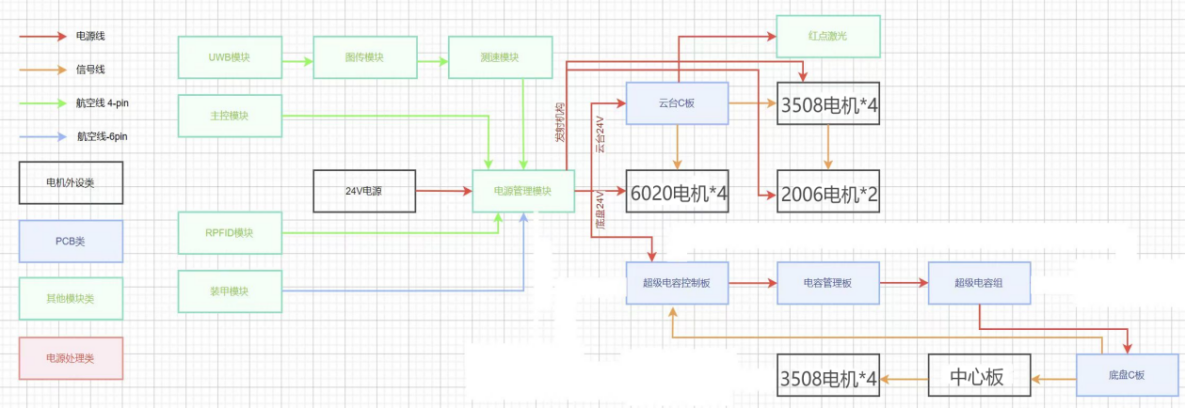 电源线
信号线
航空线 4-pin
航空线-6pin
电机外设类
PCB类
其他模块类
电源处理类
UWB模块
图传模块
测速模块
主控模块
24V电源
电源管理模块
RPFID模块
装甲模块
发射机构
云台24V
底盘24V
红点激光
云台C板
3508电机*4
6020电机*4
2006电机*2
超级电容控制板
电容管理板
超级电容组
3508电机*4
中心板
底盘C板